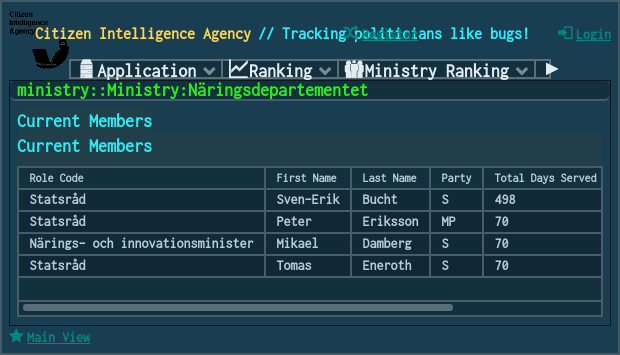 Citizen
Intelligence
Agency
Citizen Intelligence Agency // Tracking politicians like bugs!
Login
Application
Ranking
Ministry Ranking
ministry::Ministry:Näringsdepartementet
Current Members
Current Members
Role Code First Name Last Name Party Total Days Served
Statsråd Sven-Erik Bucht S 498
Statsråd Peter Eriksson MP 70
Närings- och innovationsminister Mikael Damberg S 70
Statsråd Tomas Eneroth S 70
Main View